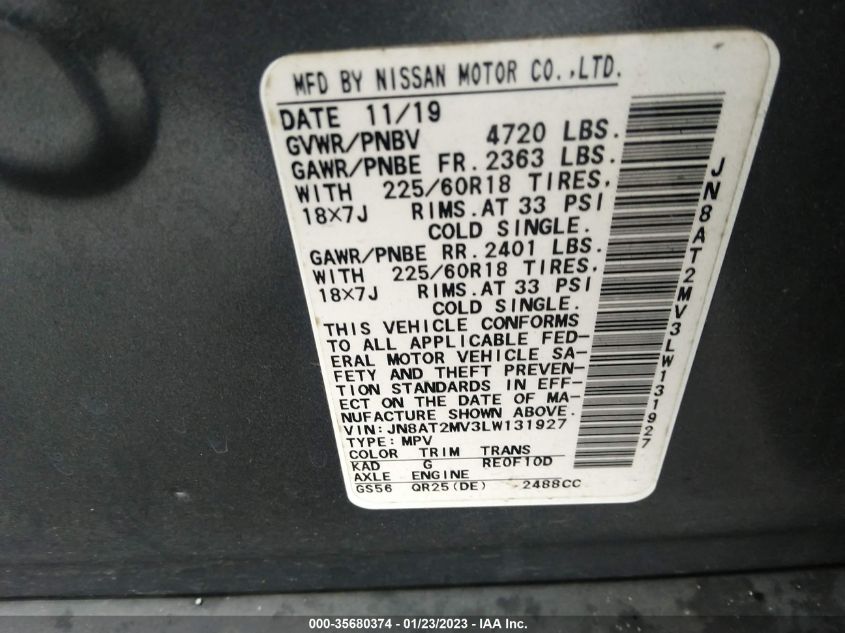 MFD BY NISSAN MOTOR CO.,LTD.
DATE 11/19
GVWR/PNBV 4720 LBS.
GAWR/PNBE FR. 2363 LBS.
WITH 225/60R18 TIRES,
18X7J RIMS.AT 33 PSI
COLD SINGLE.
GAWR/PNBE RR. 2401 LBS.
WITH 225/60R18 TIRES,
18X7J RIMS.AT 33 PSI
COLD SINGLE.
THIS VEHICLE CONFORMS
TO ALL APPLICABLE FED-
ERAL MOTOR VEHICLE SA-
FETY AND THEFT PREVEN-
TION STANDARDS IN EFF-
ECT ON THE DATE OF MA-
NUFACTURE SHOWN ABOVE.
VIN:JN8AT2MV3LW131927
TYPE:MPV
COLOR TRIM TRANS
KAD G RE0F10D
AXLE ENGINE
GS56 QR25(DE) 2488CC
JN8AT2MV3LW131927
000-35680374 / 01/23/2023 - IAA Inc.